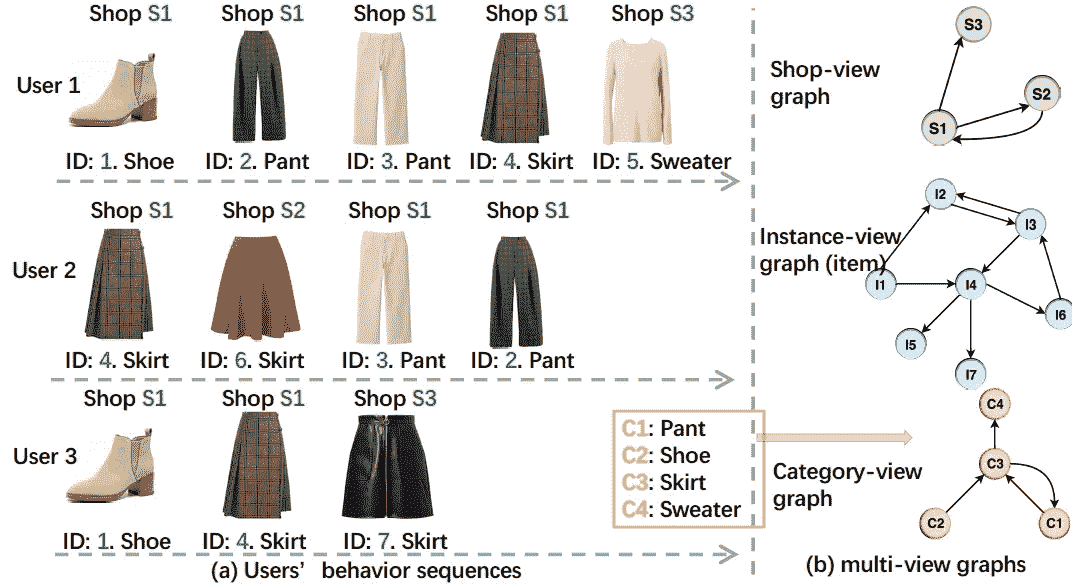 Shop S1 Shop S1 Shop S1 Shop S1 Shop S3
User 1
ID: 1. Shoe ID: 2. Pant ID: 3. Pant ID: 4. Skirt ID: 5. Sweater
Shop S1 Shop S2 Shop S1 Shop S1
User 2
ID: 4. Skirt ID: 6. Skirt ID: 3. Pant ID: 2. Pant
Shop S1 Shop S1 Shop S3
User 3
ID: 1. Shoe ID: 4. Skirt ID: 7. Skirt
C1: Pant
C2: Shoe
C3: Skirt
C4: Sweater
(a) Users' behavior sequences
Shop-view
graph
S3
S2
S1
Instance-view
graph (item)
I2
I3
I1
I4
I6
I5
I7
Category-view
graph
C4
C3
C2
C1
(b) multi-view graphs